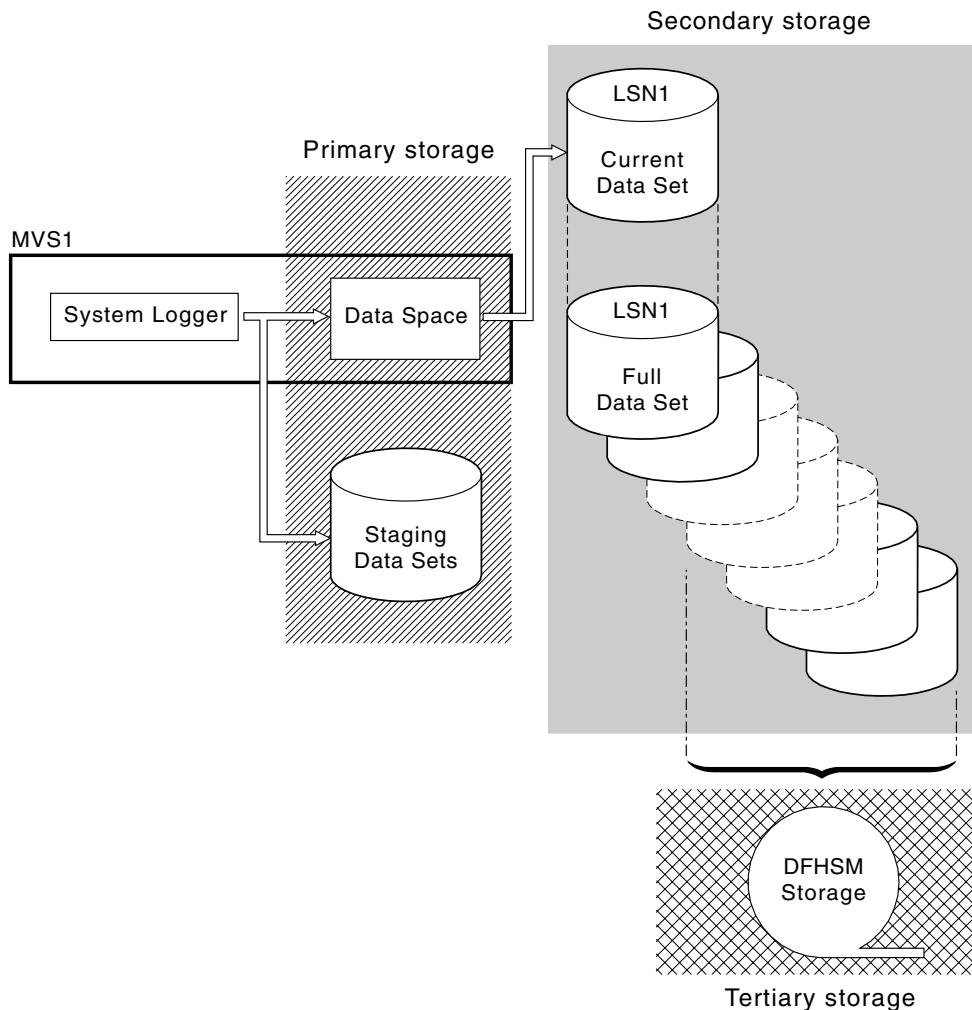 Secondary storage
LSN1
Current
Data Set
Primary storage
MVS1
System Logger
Data Space
LSN1
Full
Data Set
Staging
Data Sets
DFHSM
Storage
Tertiary storage